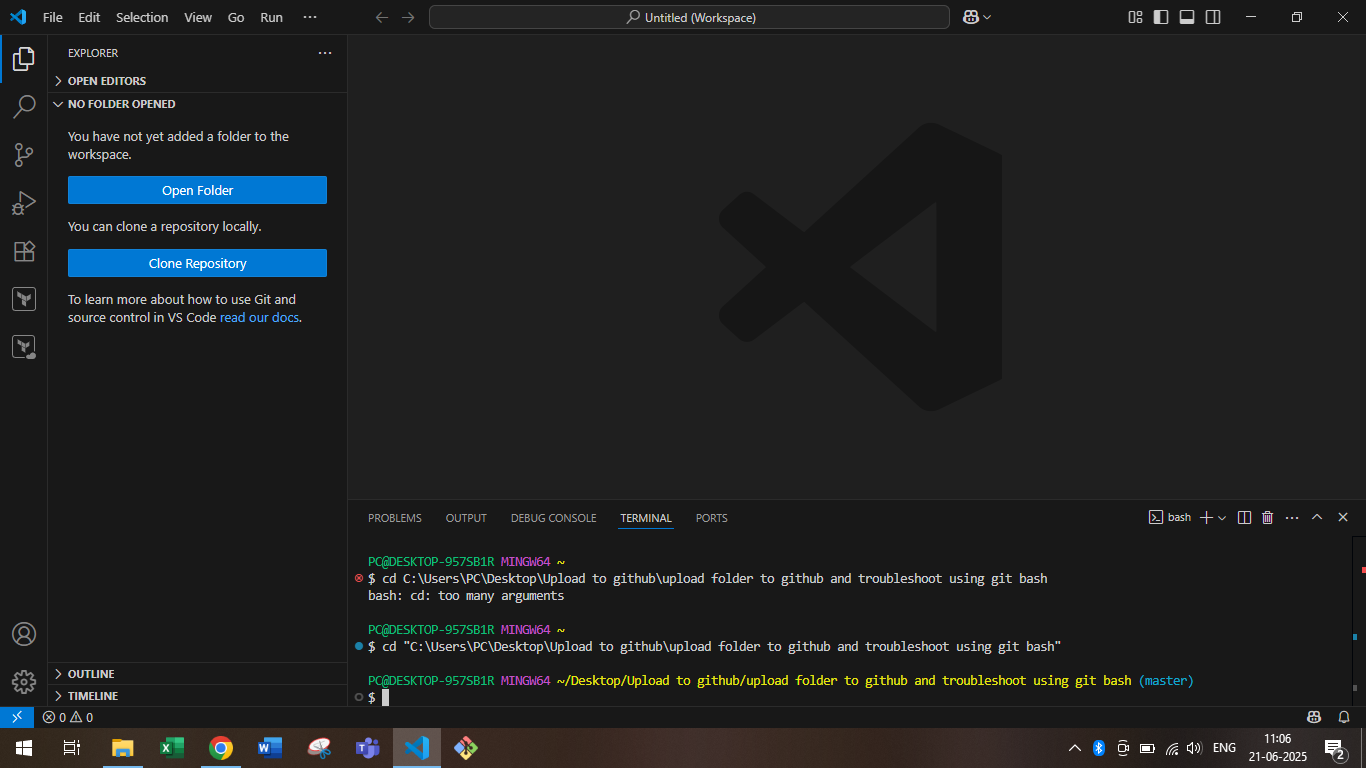 File Edit Selection View Go Run ···
Untitled (Workspace)
EXPLORER
OPEN EDITORS
NO FOLDER OPENED
You have not yet added a folder to the
workspace.
Open Folder
You can clone a repository locally.
Clone Repository
To learn more about how to use Git and
source control in VS Code read our docs.
OUTLINE
TIMELINE
PROBLEMS OUTPUT DEBUG CONSOLE TERMINAL PORTS
bash
PC@DESKTOP-957SB1R MINGW64 ~
$ cd C:\Users\PC\Desktop\Upload to github\upload folder to github and troubleshoot using git bash
bash: cd: too many arguments
PC@DESKTOP-957SB1R MINGW64 ~
$ cd "C:\Users\PC\Desktop\Upload to github\upload folder to github and troubleshoot using git bash"
PC@DESKTOP-957SB1R MINGW64 ~/Desktop/Upload to github/upload folder to github and troubleshoot using git bash (master)
$
0 0
ENG
11:06
21-06-2025
2